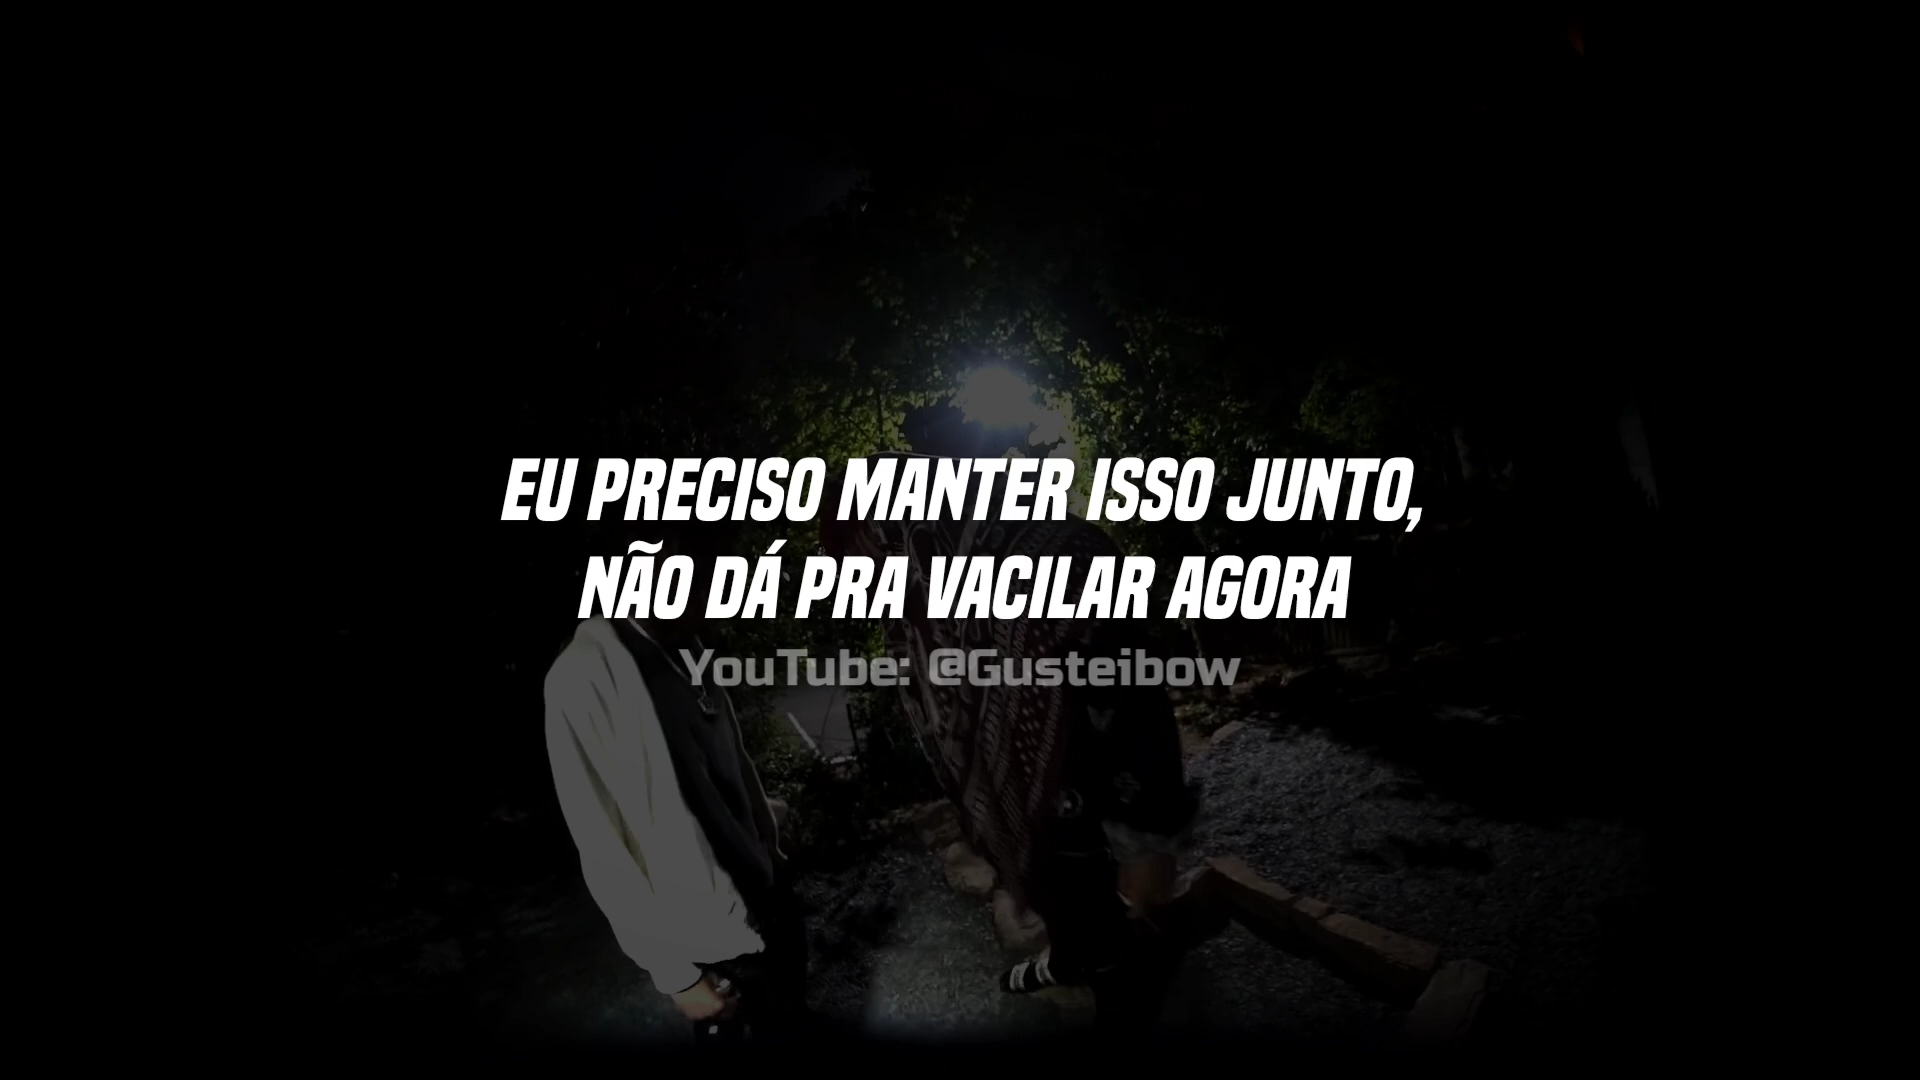 EU PRECISO MANTER ISSO JUNTO,
NÃO DÁ PRA VACILAR AGORA
YouTube: @Gusteibow